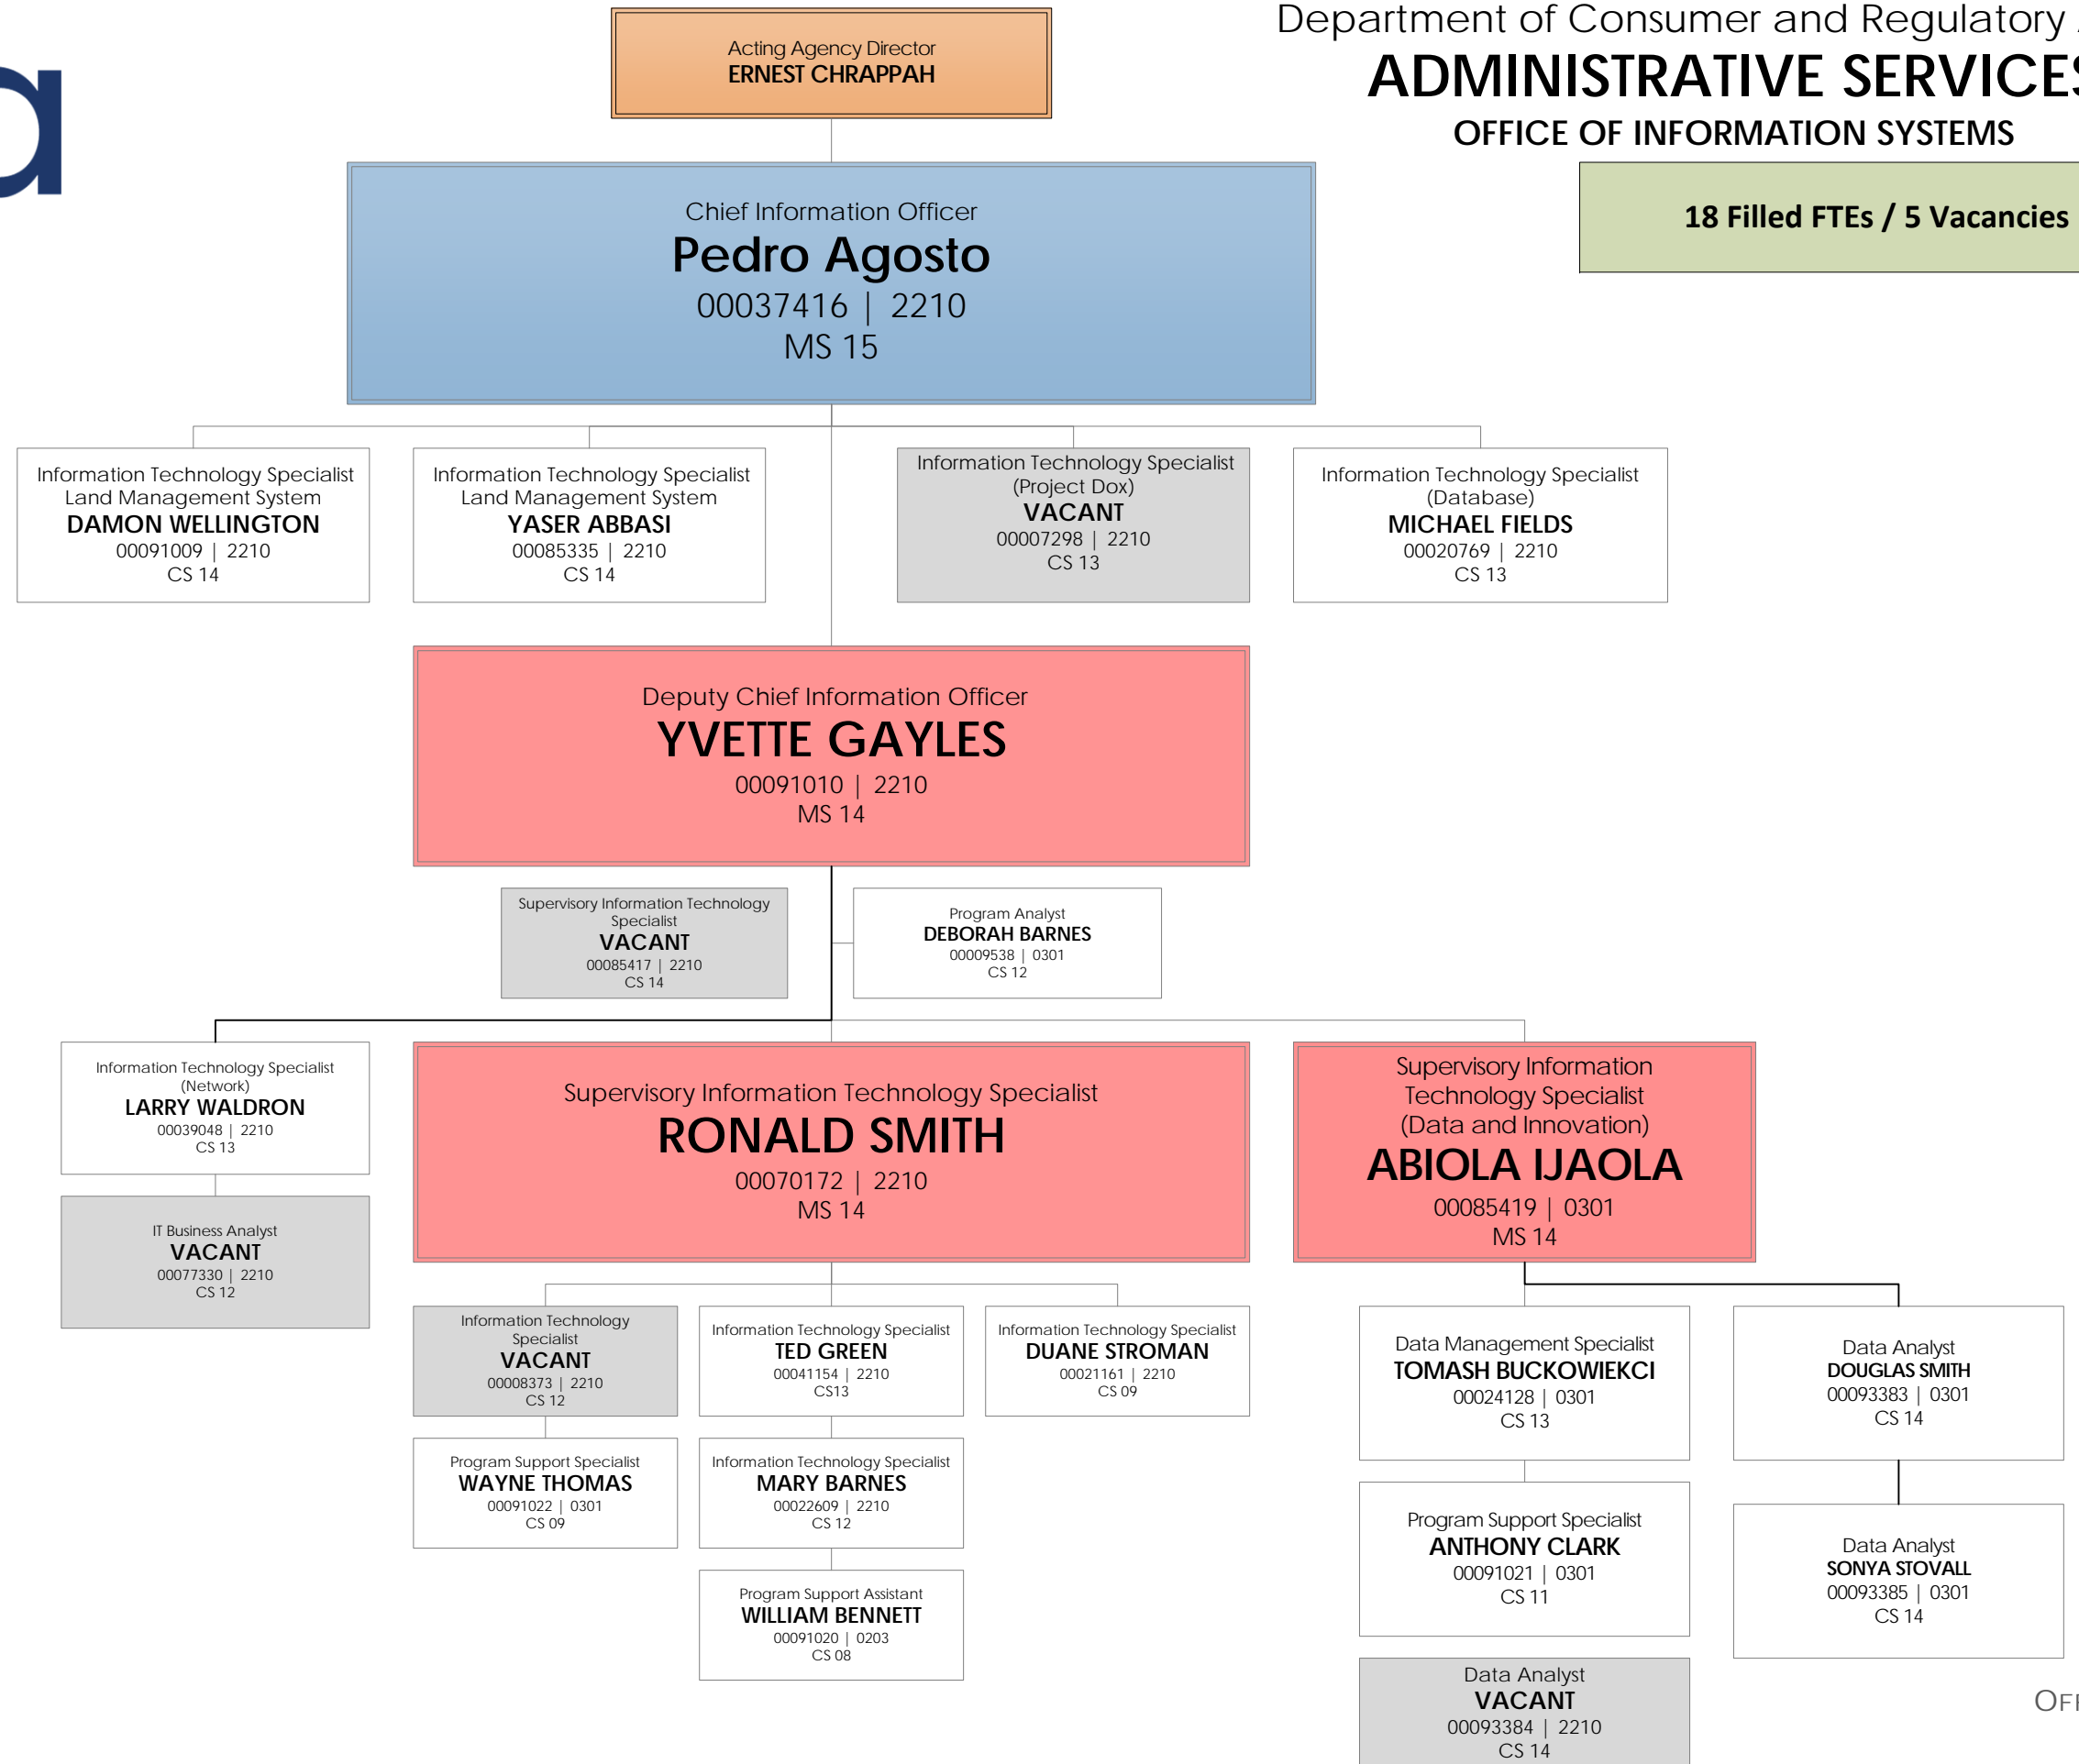 Department of Consumer and Regulatory
ADMINISTRATIVE SERVICES
OFFICE OF INFORMATION SYSTEMS
18 Filled FTEs / 5 Vacancies
Acting Agency Director
ERNEST CHRAPPAH
Chief Information Officer
Pedro Agosto
00037416 | 2210
MS 15
Information Technology Specialist
Land Management System
DAMON WELLINGTON
00091009 | 2210
CS 14
Information Technology Specialist
Land Management System
YASER ABBASI
00085335 | 2210
CS 14
Information Technology Specialist
(Project Dox)
VACANT
00007298 | 2210
CS 13
Information Technology Specialist
(Database)
MICHAEL FIELDS
00020769 | 2210
CS 13
Deputy Chief Information Officer
YVETTE GAYLES
00091010 | 2210
MS 14
Supervisory Information Technology
Specialist
VACANT
00085417 | 2210
CS 14
Program Analyst
DEBORAH BARNES
00009538 | 0301
CS 12
Information Technology Specialist
(Network)
LARRY WALDRON
00039048 | 2210
CS 13
IT Business Analyst
VACANT
00077330 | 2210
CS 12
Supervisory Information Technology Specialist
RONALD SMITH
00070172 | 2210
MS 14
Supervisory Information
Technology Specialist
(Data and Innovation)
ABIOLA IJAOLA
00085419 | 0301
MS 14
Information Technology
Specialist
VACANT
00008373 | 2210
CS 12
Information Technology Specialist
TED GREEN
00041154 | 2210
CS13
Information Technology Specialist
DUANE STROMAN
00021161 | 2210
CS 09
Program Support Specialist
WAYNE THOMAS
00091022 | 0301
CS 09
Information Technology Specialist
MARY BARNES
00022609 | 2210
CS 12
Program Support Assistant
WILLIAM BENNETT
00091020 | 0203
CS 08
Data Management Specialist
TOMASH BUCKOWIEKCI
00024128 | 0301
CS 13
Data Analyst
DOUGLAS SMITH
00093383 | 0301
CS 14
Program Support Specialist
ANTHONY CLARK
00091021 | 0301
CS 11
Data Analyst
SONYA STOVALL
00093385 | 0301
CS 14
Data Analyst
VACANT
00093384 | 2210
CS 14